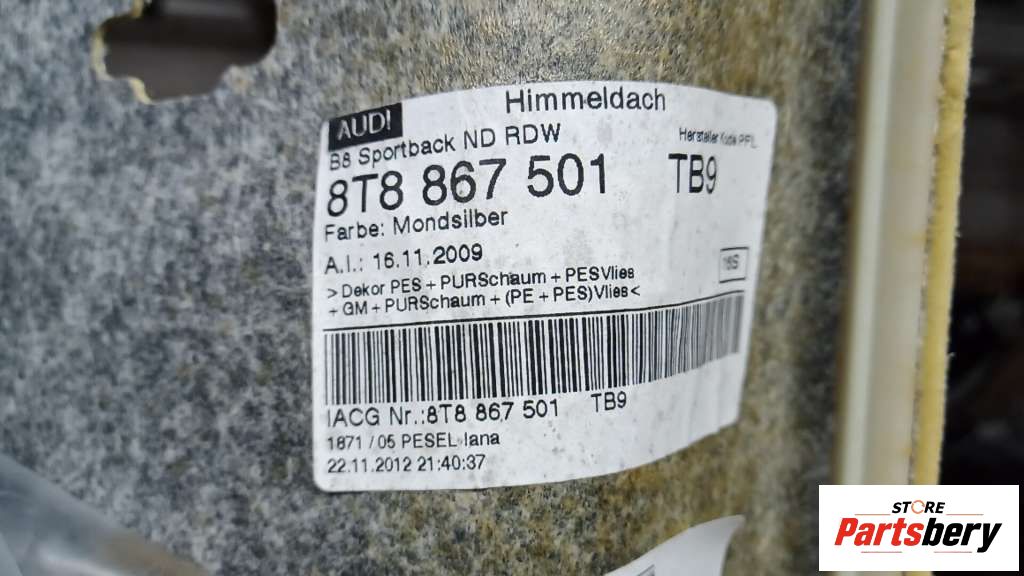 Himmeldach
AUDI
B8 Sportback ND RDW
Hersteller Kode PFL
8T8 867 501 TB9
Farbe: Mondsilber
A.I.: 16.11.2009
> Dekor PES + PURSchaum + PESVlies
+ GM + PURSchaum + (PE + PES)Vlies <
IACG Nr.:8T8 867 501 TB9
1871 / 05 PESEL-Iana
22.11.2012 21:40:37
STORE
Partsbery